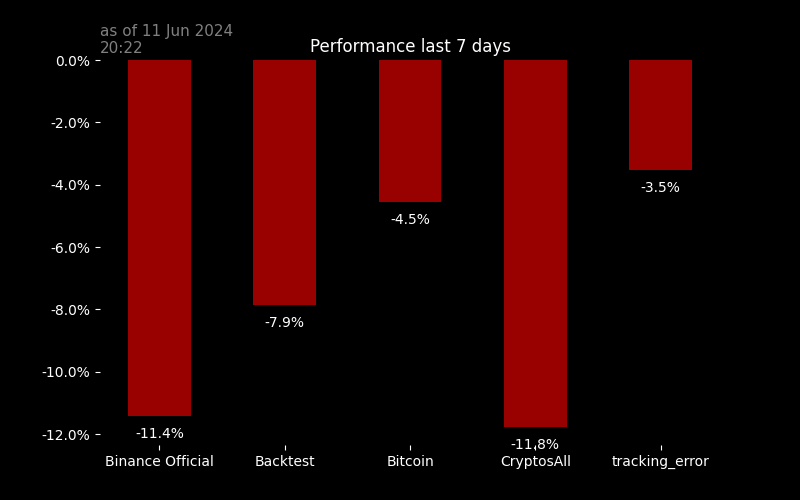 as of 11 Jun 2024
20:22
Performance last 7 days
0.0%
-2.0%
-4.0%
-6.0%
-8.0%
-10.0%
-12.0%
-11.4%
-7.9%
-4.5%
-11.8%
-3.5%
Binance Official
Backtest
Bitcoin
CryptosAll
tracking_error